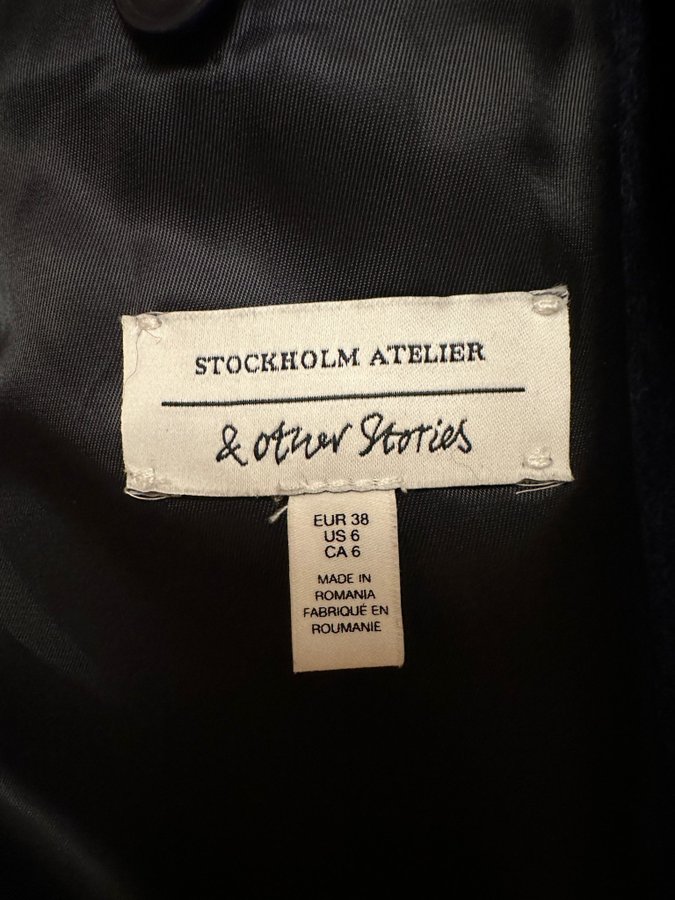 STOCKHOLM ATELIER
& other Stories
EUR 38
US 6
CA 6
MADE IN
ROMANIA
FABRIQUÉ EN
ROUMANIE